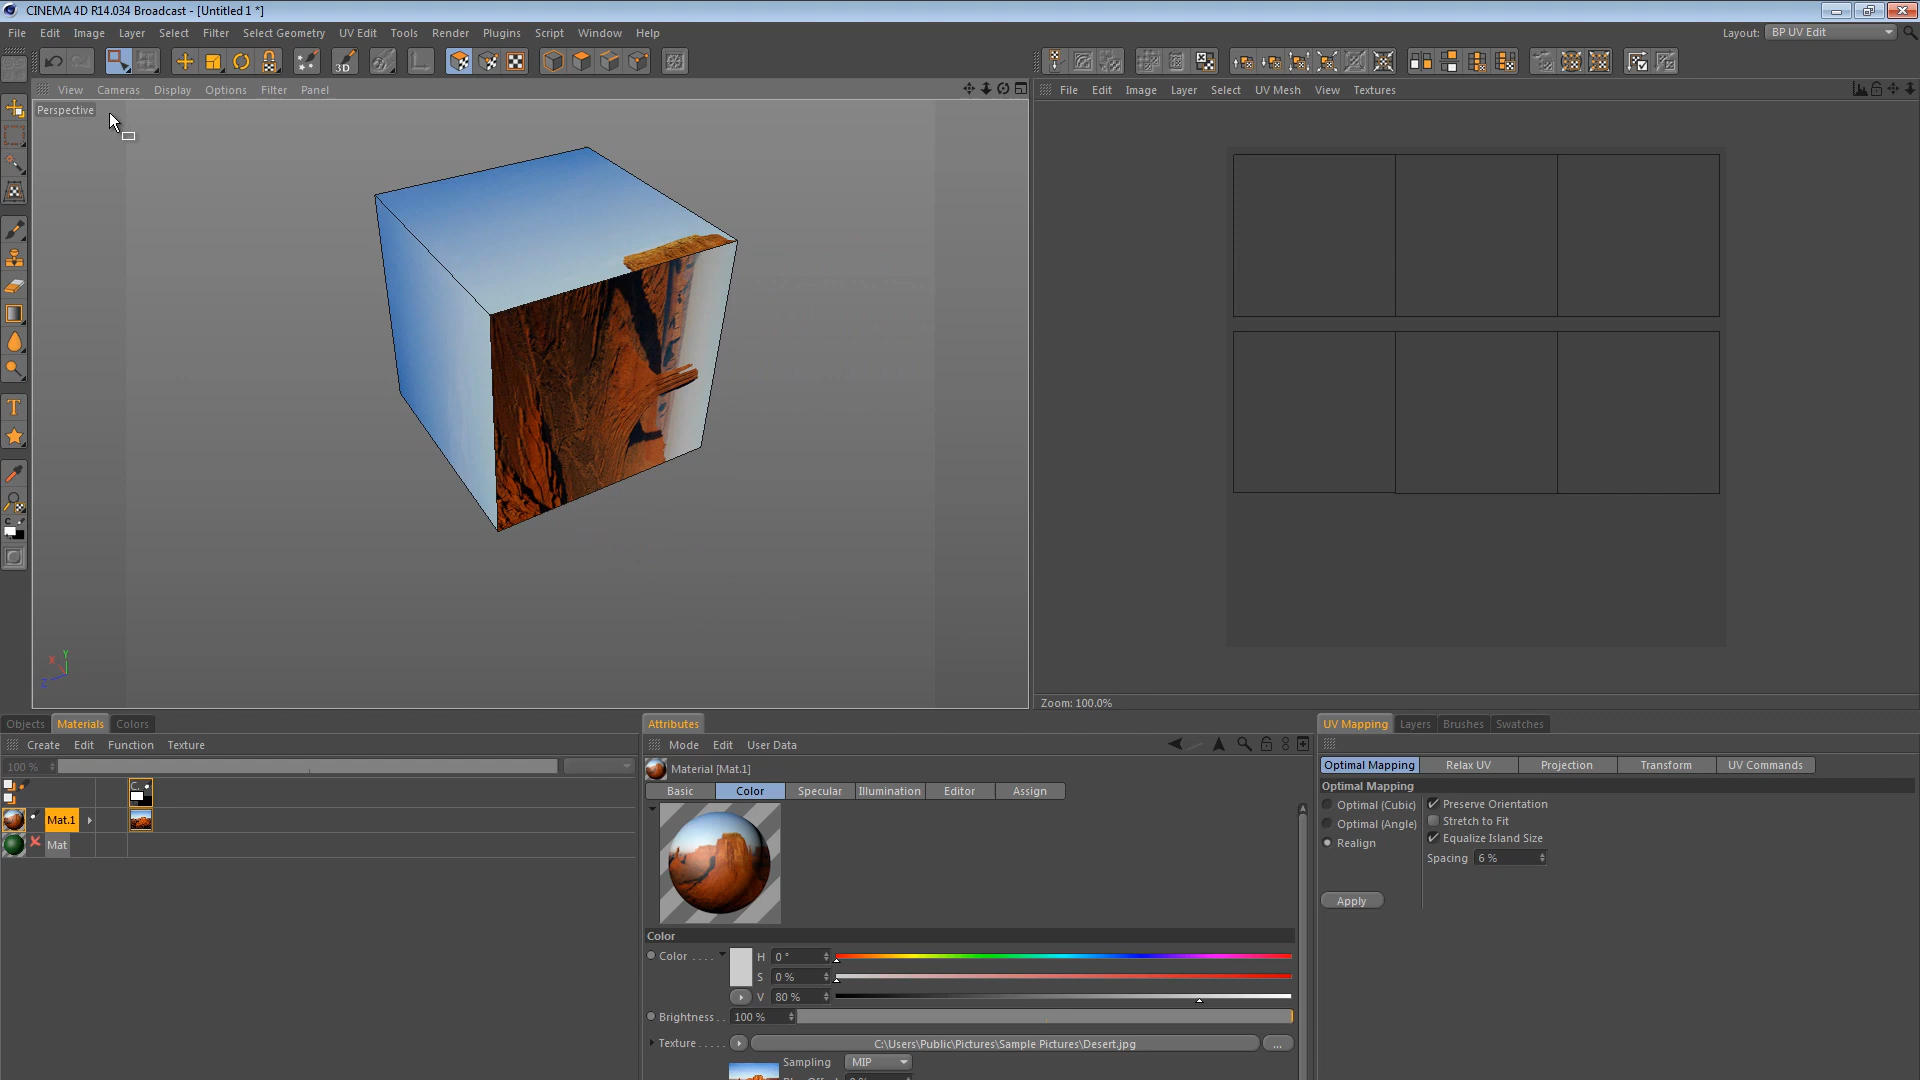 CINEMA 4D R14.034 Broadcast - [Untitled 1 *]
File Edit Image Layer Select Filter Select Geometry UV Edit Tools Render Plugins Script Window Help
Layout: BP UV Edit
3D
View Cameras Display Options Filter Panel
File Edit Image Layer Select UV Mesh View Textures
Perspective
T
C
Y
X
Z
Zoom: 100.0%
Objects Materials Colors
Create Edit Function Texture
100 %
C
Mat.1
Mat
Attributes
Mode Edit User Data
Material [Mat.1]
Basic Color Specular Illumination Editor Assign
Color
Color . . . . H 0 °
S 0 %
V 80 %
Brightness . . 100 %
Texture . . . . . C:\Users\Public\Pictures\Sample Pictures\Desert.jpg ...
Sampling MIP
UV Mapping Layers Brushes Swatches
Optimal Mapping Relax UV Projection Transform UV Commands
Optimal Mapping
Optimal (Cubic) Preserve Orientation
Optimal (Angle) Stretch to Fit
Realign Equalize Island Size
Spacing 6 %
Apply